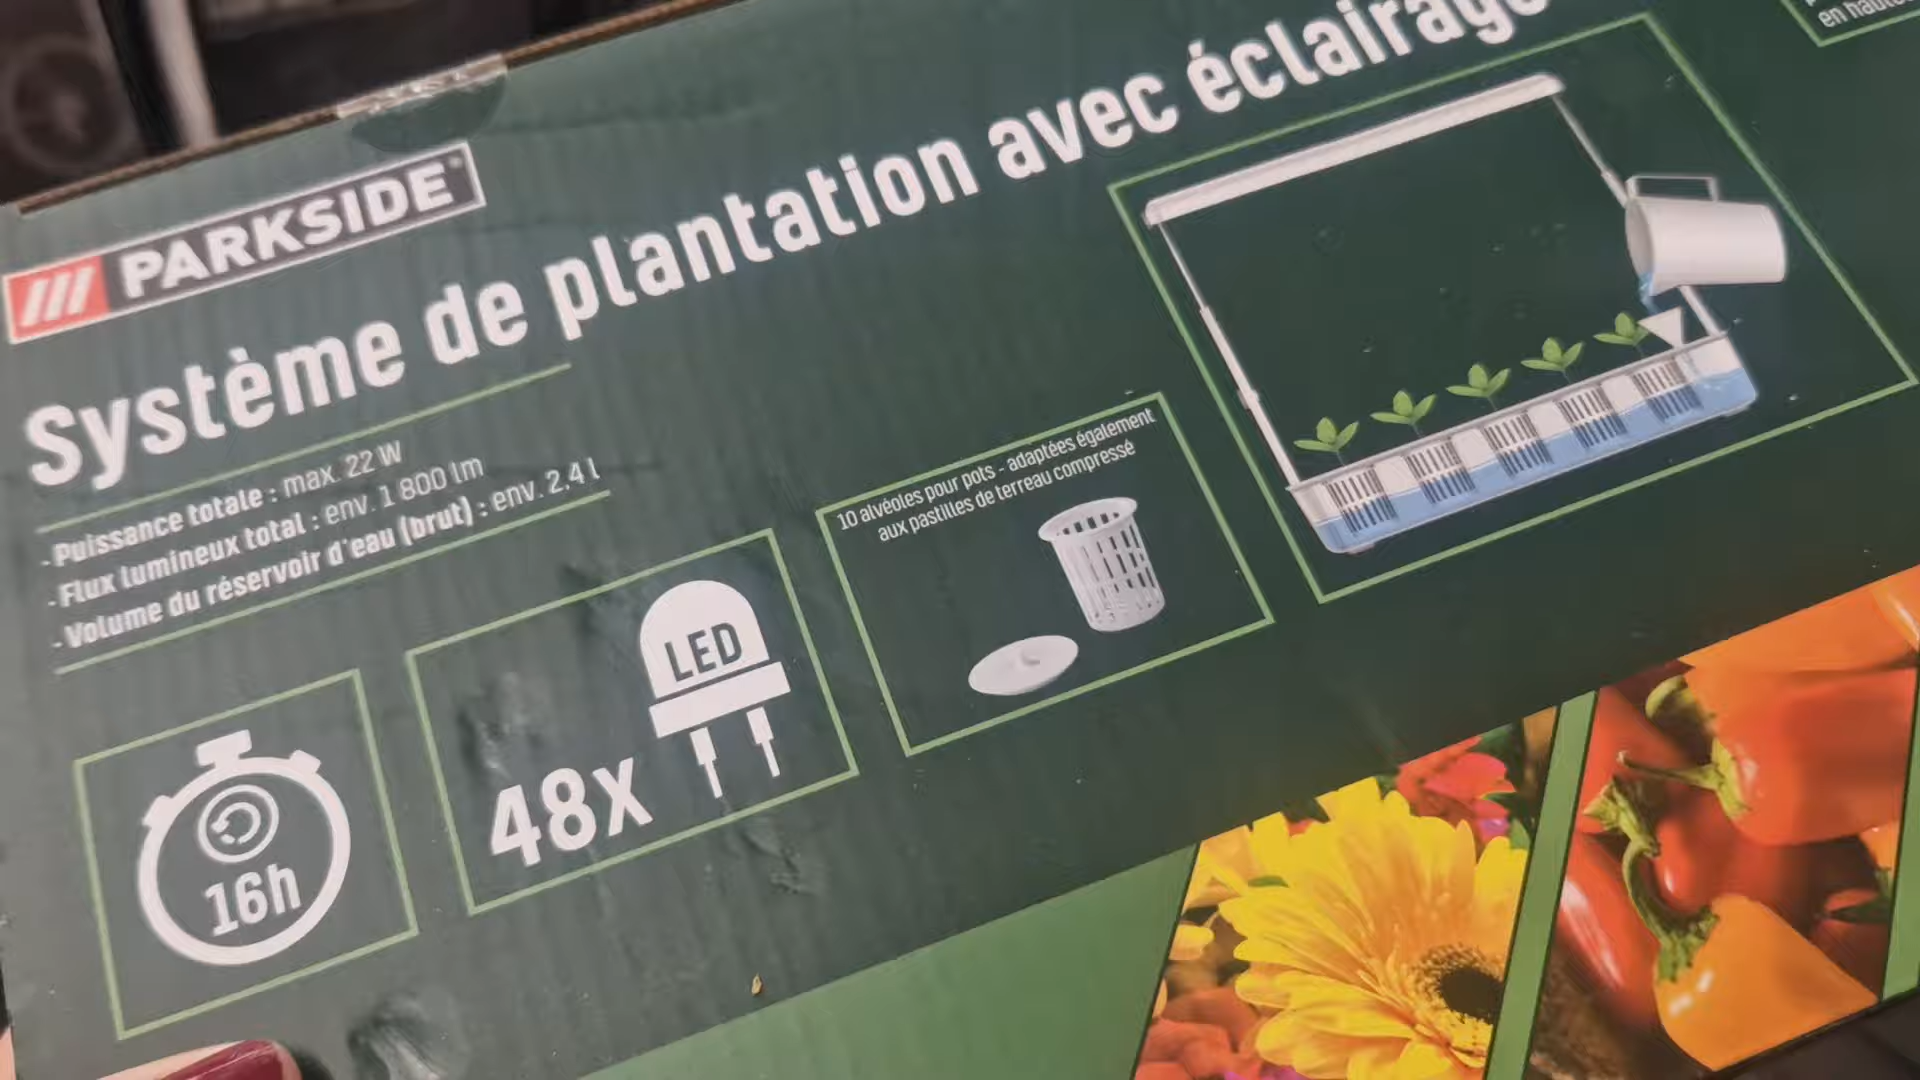 PARKSIDE
Système de plantation avec éclairage
- Puissance totale : max. 22 W
- Flux lumineux total : env. 1 800 lm
- Volume du réservoir d'eau (brut) : env. 2,4 l
16h
48x
LED
10 alvéoles pour pots - adaptées également
aux pastilles de terreau compressé